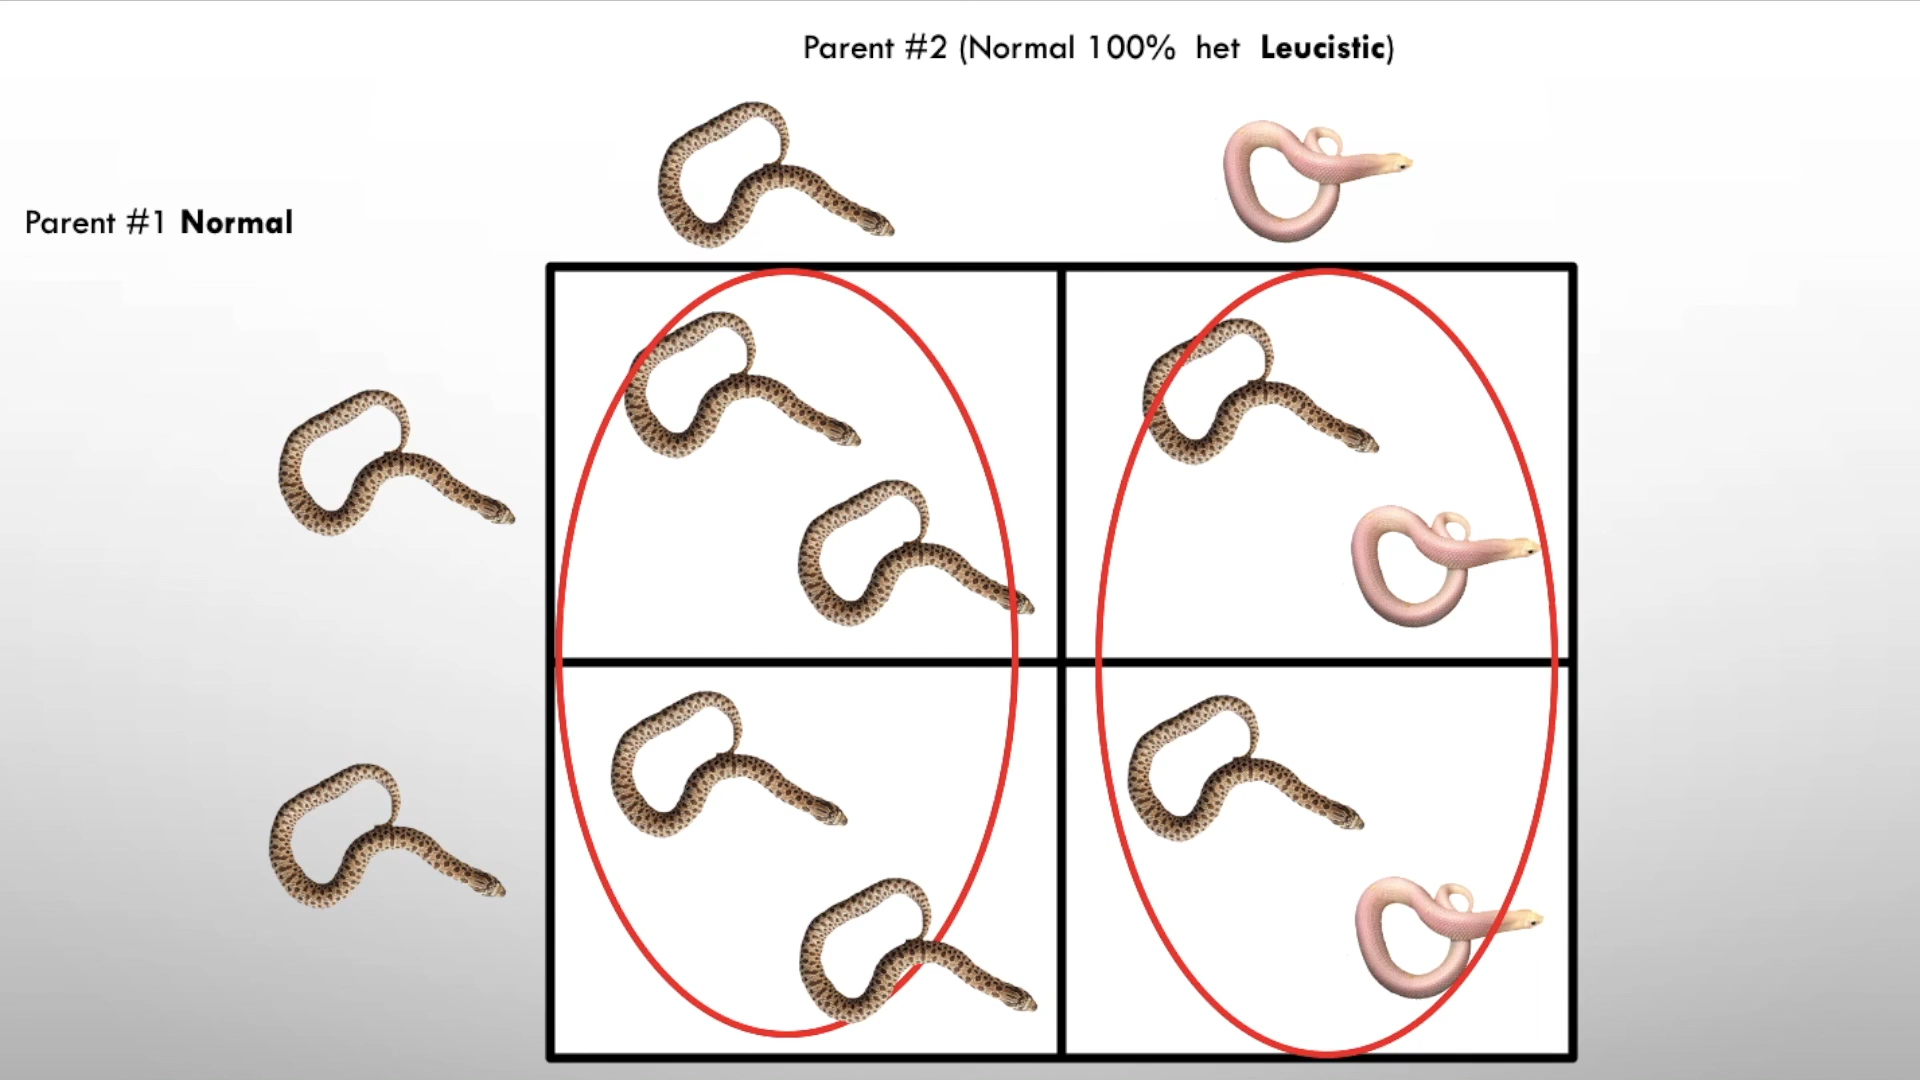 Parent #2 (Normal 100% het Leucistic)
Parent #1 Normal